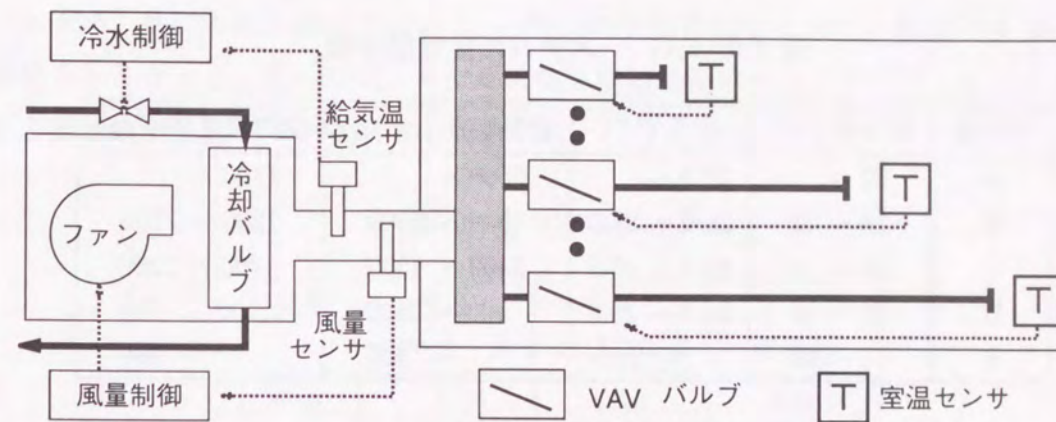 冷水制御
給気温
センサ
T
T
T
ファン
冷却バルブ
風量
センサ
風量制御
VAV バルブ
T 室温センサ